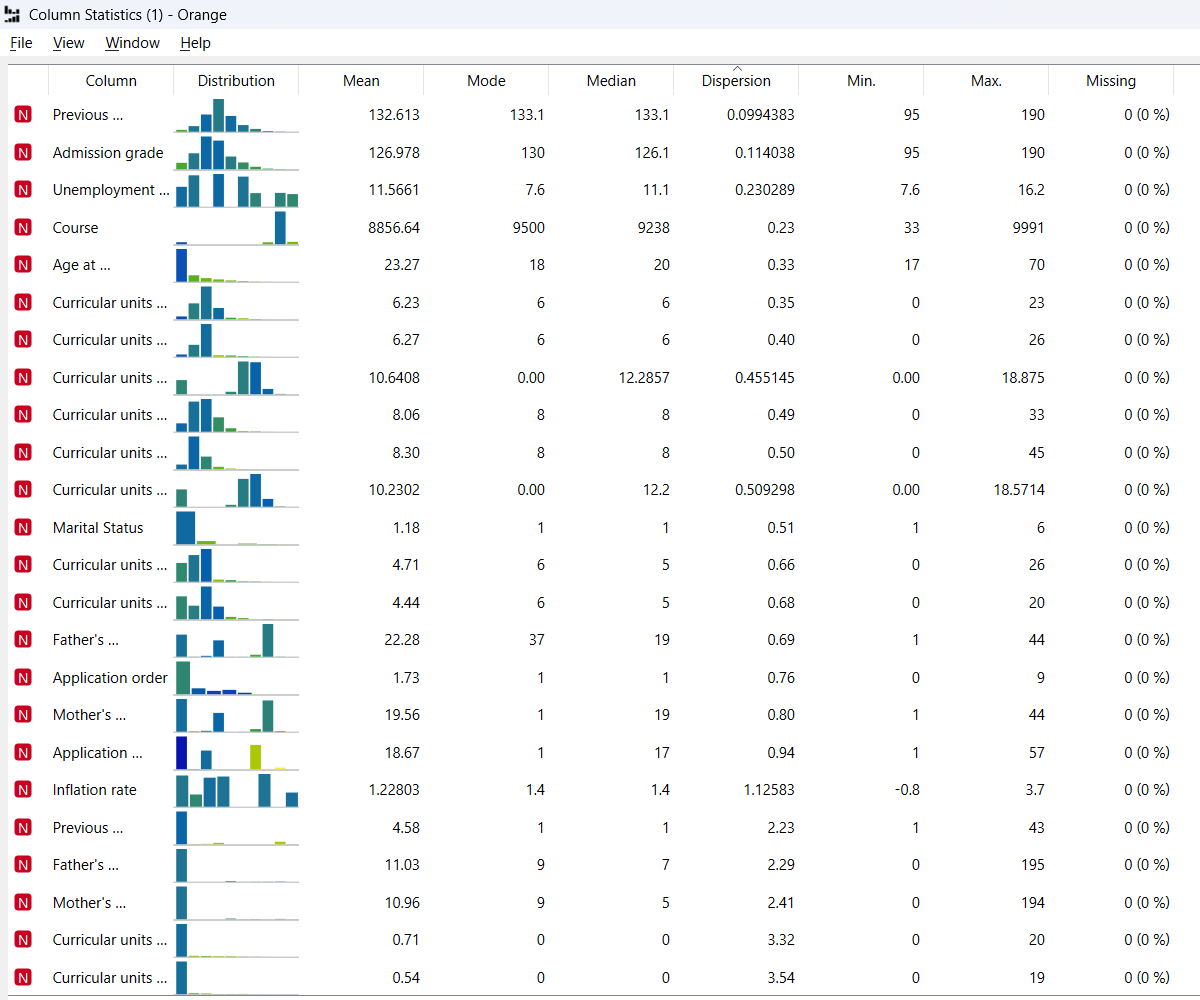 Column Statistics (1) - Orange
File View Window Help
Column Distribution Mean Mode Median Dispersion Min. Max. Missing
N Previous ... 132.613 133.1 133.1 0.0994383 95 190 0 (0 %)
N Admission grade 126.978 130 126.1 0.114038 95 190 0 (0 %)
N Unemployment ... 11.5661 7.6 11.1 0.230289 7.6 16.2 0 (0 %)
N Course 8856.64 9500 9238 0.23 33 9991 0 (0 %)
N Age at ... 23.27 18 20 0.33 17 70 0 (0 %)
N Curricular units ... 6.23 6 6 0.35 0 23 0 (0 %)
N Curricular units ... 6.27 6 6 0.40 0 26 0 (0 %)
N Curricular units ... 10.6408 0.00 12.2857 0.455145 0.00 18.875 0 (0 %)
N Curricular units ... 8.06 8 8 0.49 0 33 0 (0 %)
N Curricular units ... 8.30 8 8 0.50 0 45 0 (0 %)
N Curricular units ... 10.2302 0.00 12.2 0.509298 0.00 18.5714 0 (0 %)
N Marital Status 1.18 1 1 0.51 1 6 0 (0 %)
N Curricular units ... 4.71 6 5 0.66 0 26 0 (0 %)
N Curricular units ... 4.44 6 5 0.68 0 20 0 (0 %)
N Father's ... 22.28 37 19 0.69 1 44 0 (0 %)
N Application order 1.73 1 1 0.76 0 9 0 (0 %)
N Mother's ... 19.56 1 19 0.80 1 44 0 (0 %)
N Application ... 18.67 1 17 0.94 1 57 0 (0 %)
N Inflation rate 1.22803 1.4 1.4 1.12583 -0.8 3.7 0 (0 %)
N Previous ... 4.58 1 1 2.23 1 43 0 (0 %)
N Father's ... 11.03 9 7 2.29 0 195 0 (0 %)
N Mother's ... 10.96 9 5 2.41 0 194 0 (0 %)
N Curricular units ... 0.71 0 0 3.32 0 20 0 (0 %)
N Curricular units ... 0.54 0 0 3.54 0 19 0 (0 %)